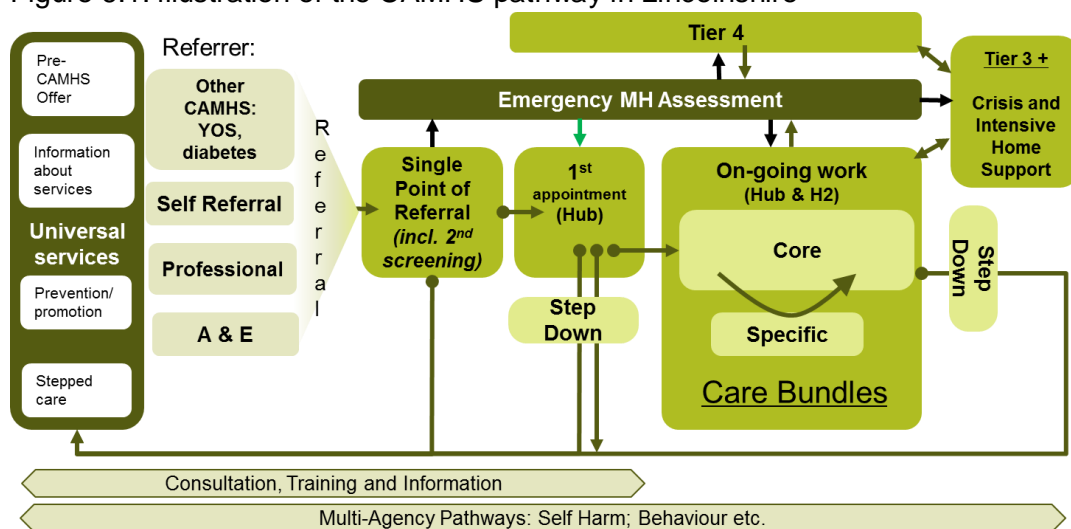 Illustration of the CAMHS pathway in Lincolnshire
Pre-
CAMHS
Offer
Information
about
services
Universal
services
Prevention/
promotion
Stepped
care
Referrer:
Other
CAMHS:
YOS,
diabetes
Self Referral
Professional
A & E
Referral
Tier 4
Emergency MH Assessment
Single
Point of
Referral
(incl. 2nd
screening)
1st
appointment
(Hub)
Step
Down
On-going work
(Hub & H2)
Core
Specific
Care Bundles
Tier 3 +
Crisis and
Intensive
Home
Support
Step
Down
Consultation, Training and Information
Multi-Agency Pathways: Self Harm; Behaviour etc.